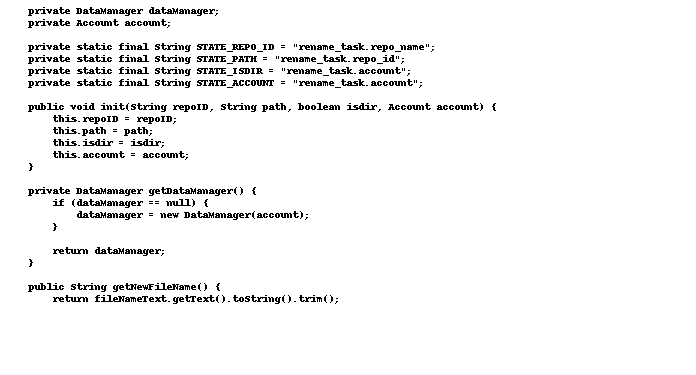 private DataManager dataManager;
private Account account;
private static final String STATE_REPO_ID = "rename_task.repo_name";
private static final String STATE_PATH = "rename_task.repo_id";
private static final String STATE_ISDIR = "rename_task.account";
private static final String STATE_ACCOUNT = "rename_task.account";
public void init(String repoID, String path, boolean isdir, Account account) {
this.repoID = repoID;
this.path = path;
this.isdir = isdir;
this.account = account;
}
private DataManager getDataManager() {
if (dataManager == null) {
dataManager = new DataManager(account);
}
return dataManager;
}
public String getNewFileName() {
return fileNameText.getText().toString().trim();